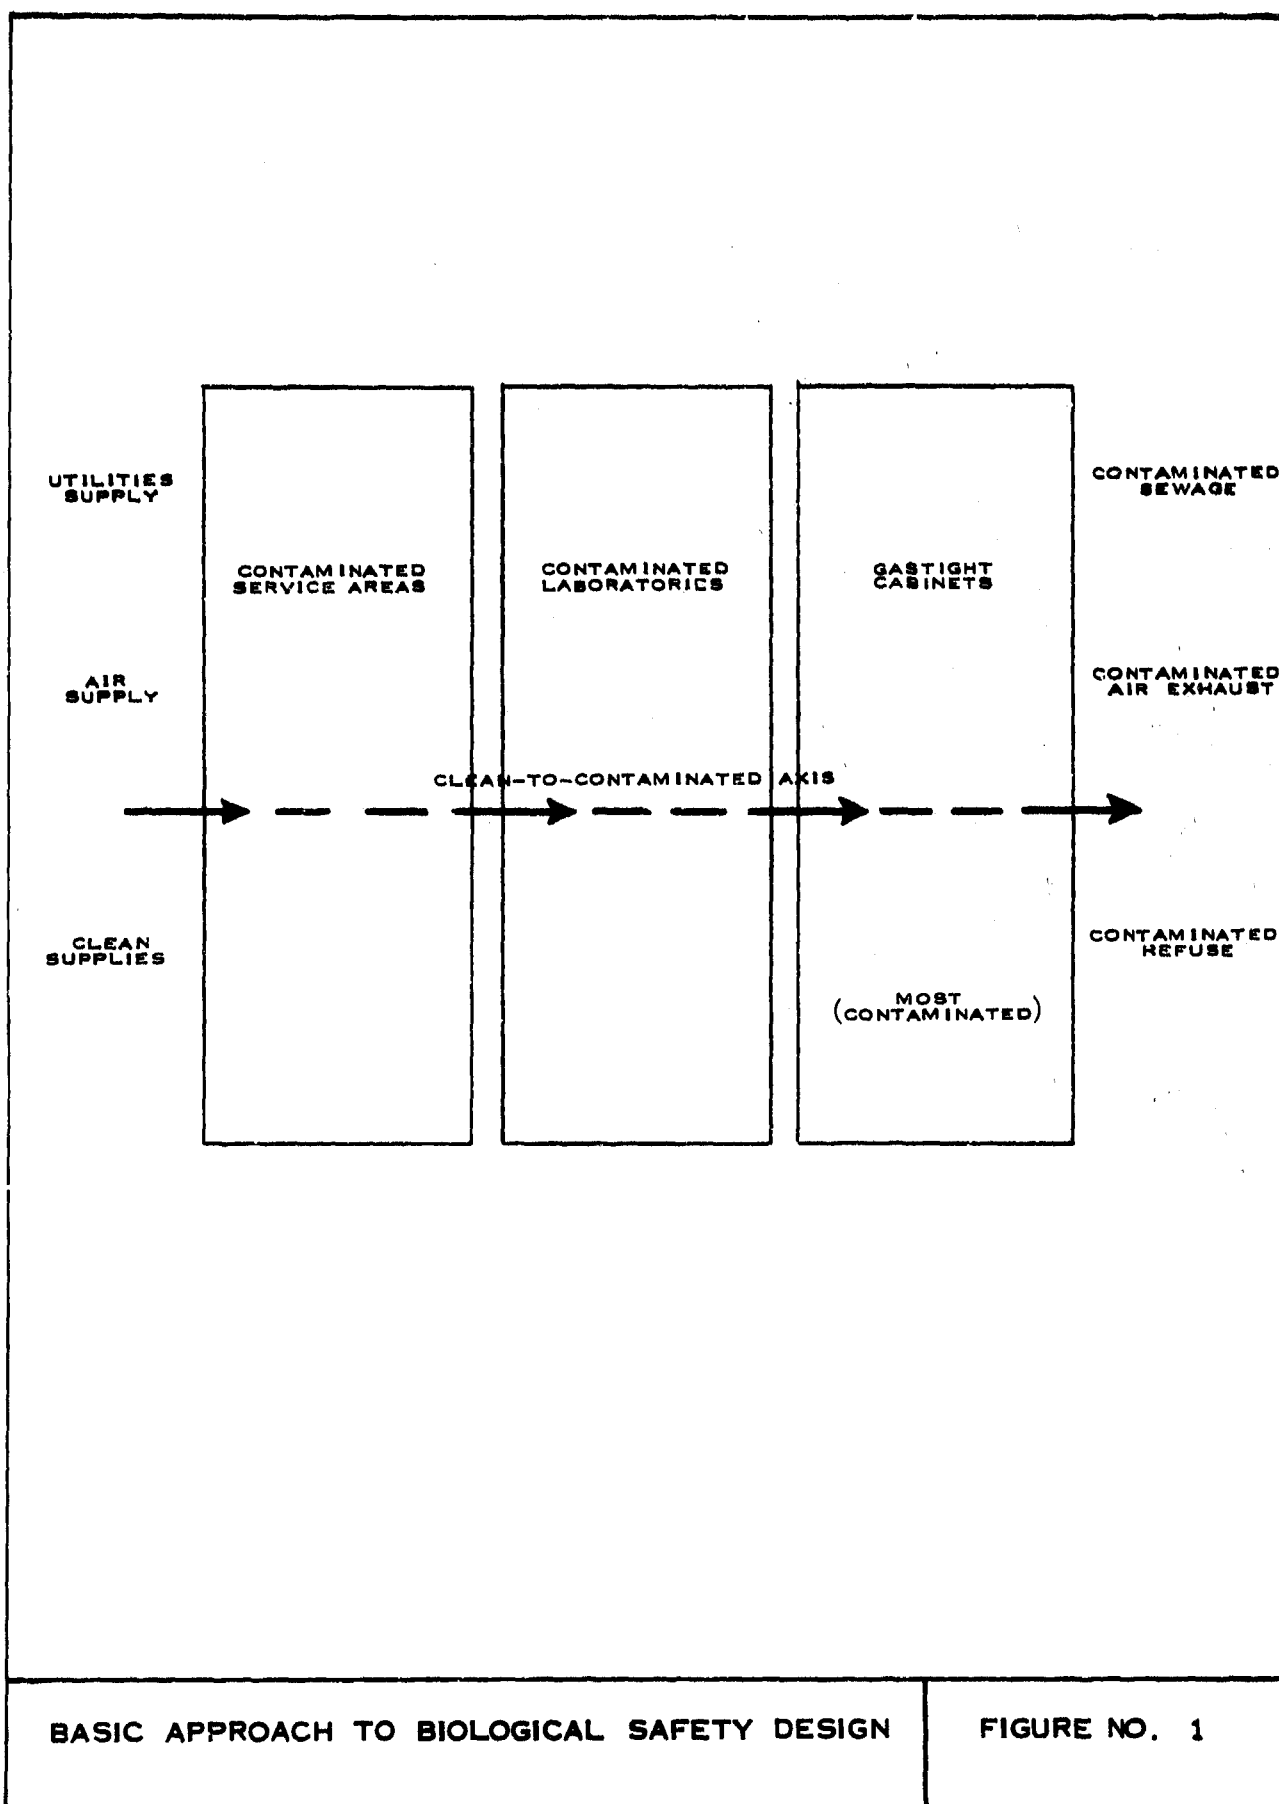 UTILITIES
SUPPLY
CONTAMINATED
SERVICE AREAS
CONTAMINATED
LABORATORICS
GASTIGHT
CABINETS
CONTAMINATED
SEWAGE
AIR
SUPPLY
CONTAMINATED
AIR EXHAUST
CLEAN-TO-CONTAMINATED AXIS
CLEAN
SUPPLIES
CONTAMINATED
REFUSE
MOST
(CONTAMINATED)
BASIC APPROACH TO BIOLOGICAL SAFETY DESIGN
FIGURE NO. 1